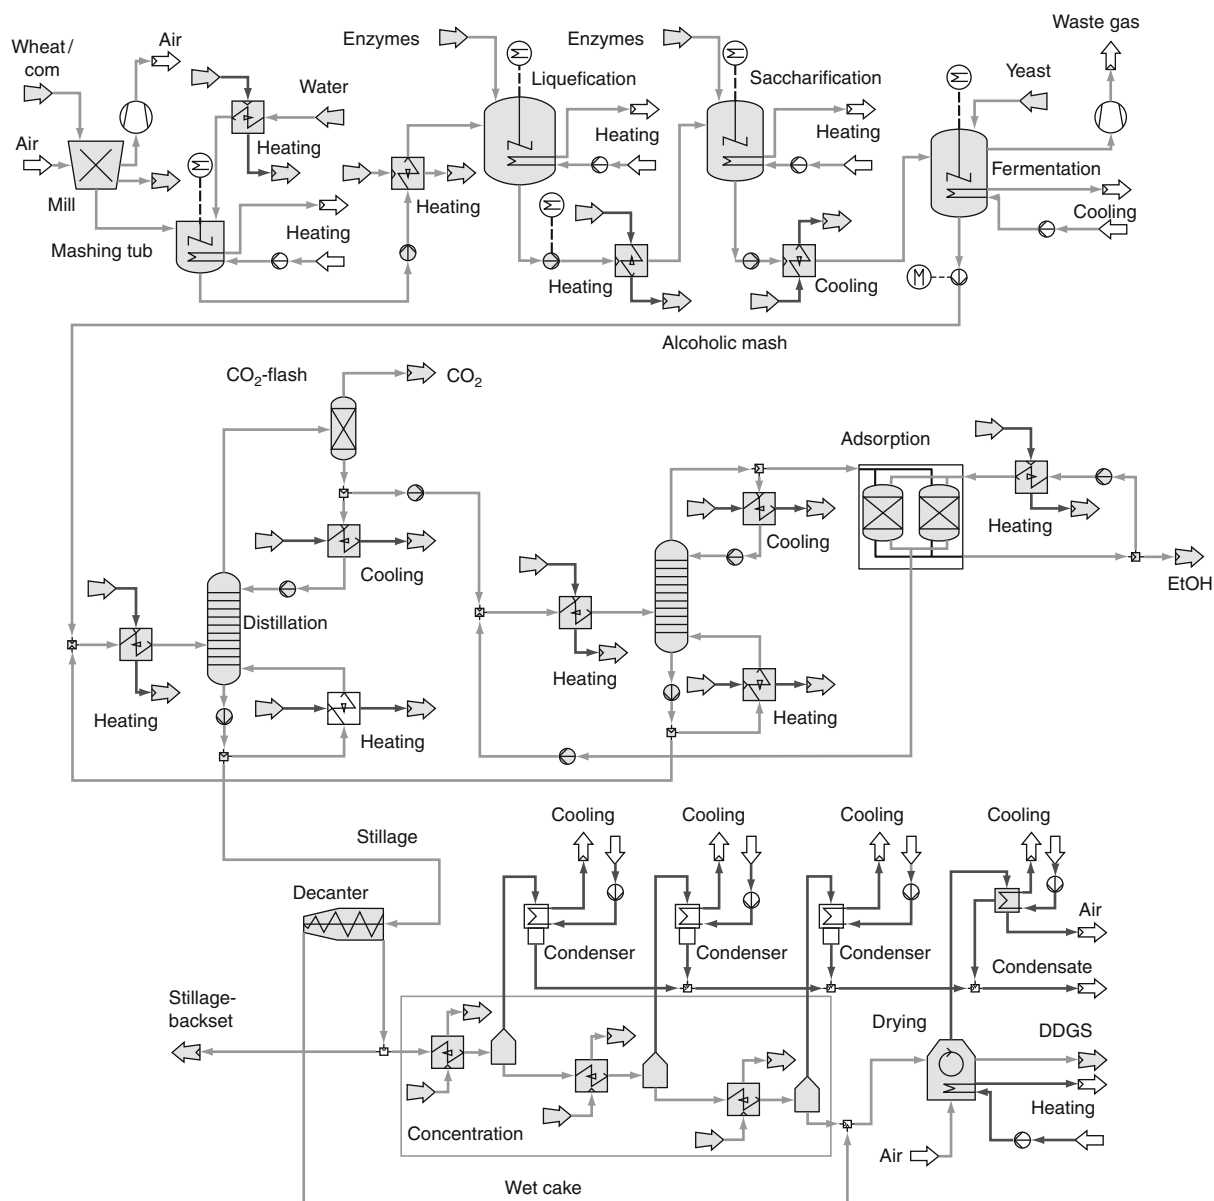 Wheat/
com
Air
Enzymes
Enzymes
Waste gas
Liquefication
Saccharification
Yeast
Water
Air
Heating
Heating
Heating
Fermentation
Mill
Heating
Heating
Cooling
Mashing tub
Heating
Cooling
M
Alcoholic mash
CO2-flash
CO2
Adsorption
Heating
Cooling
Cooling
EtOH
Distillation
Heating
Heating
Heating
Heating
Cooling
Cooling
Cooling
Cooling
Stillage
Decanter
Air
Condenser
Condenser
Condenser
Condensate
Stillage-
backset
Drying
DDGS
Heating
Concentration
Air
Wet cake